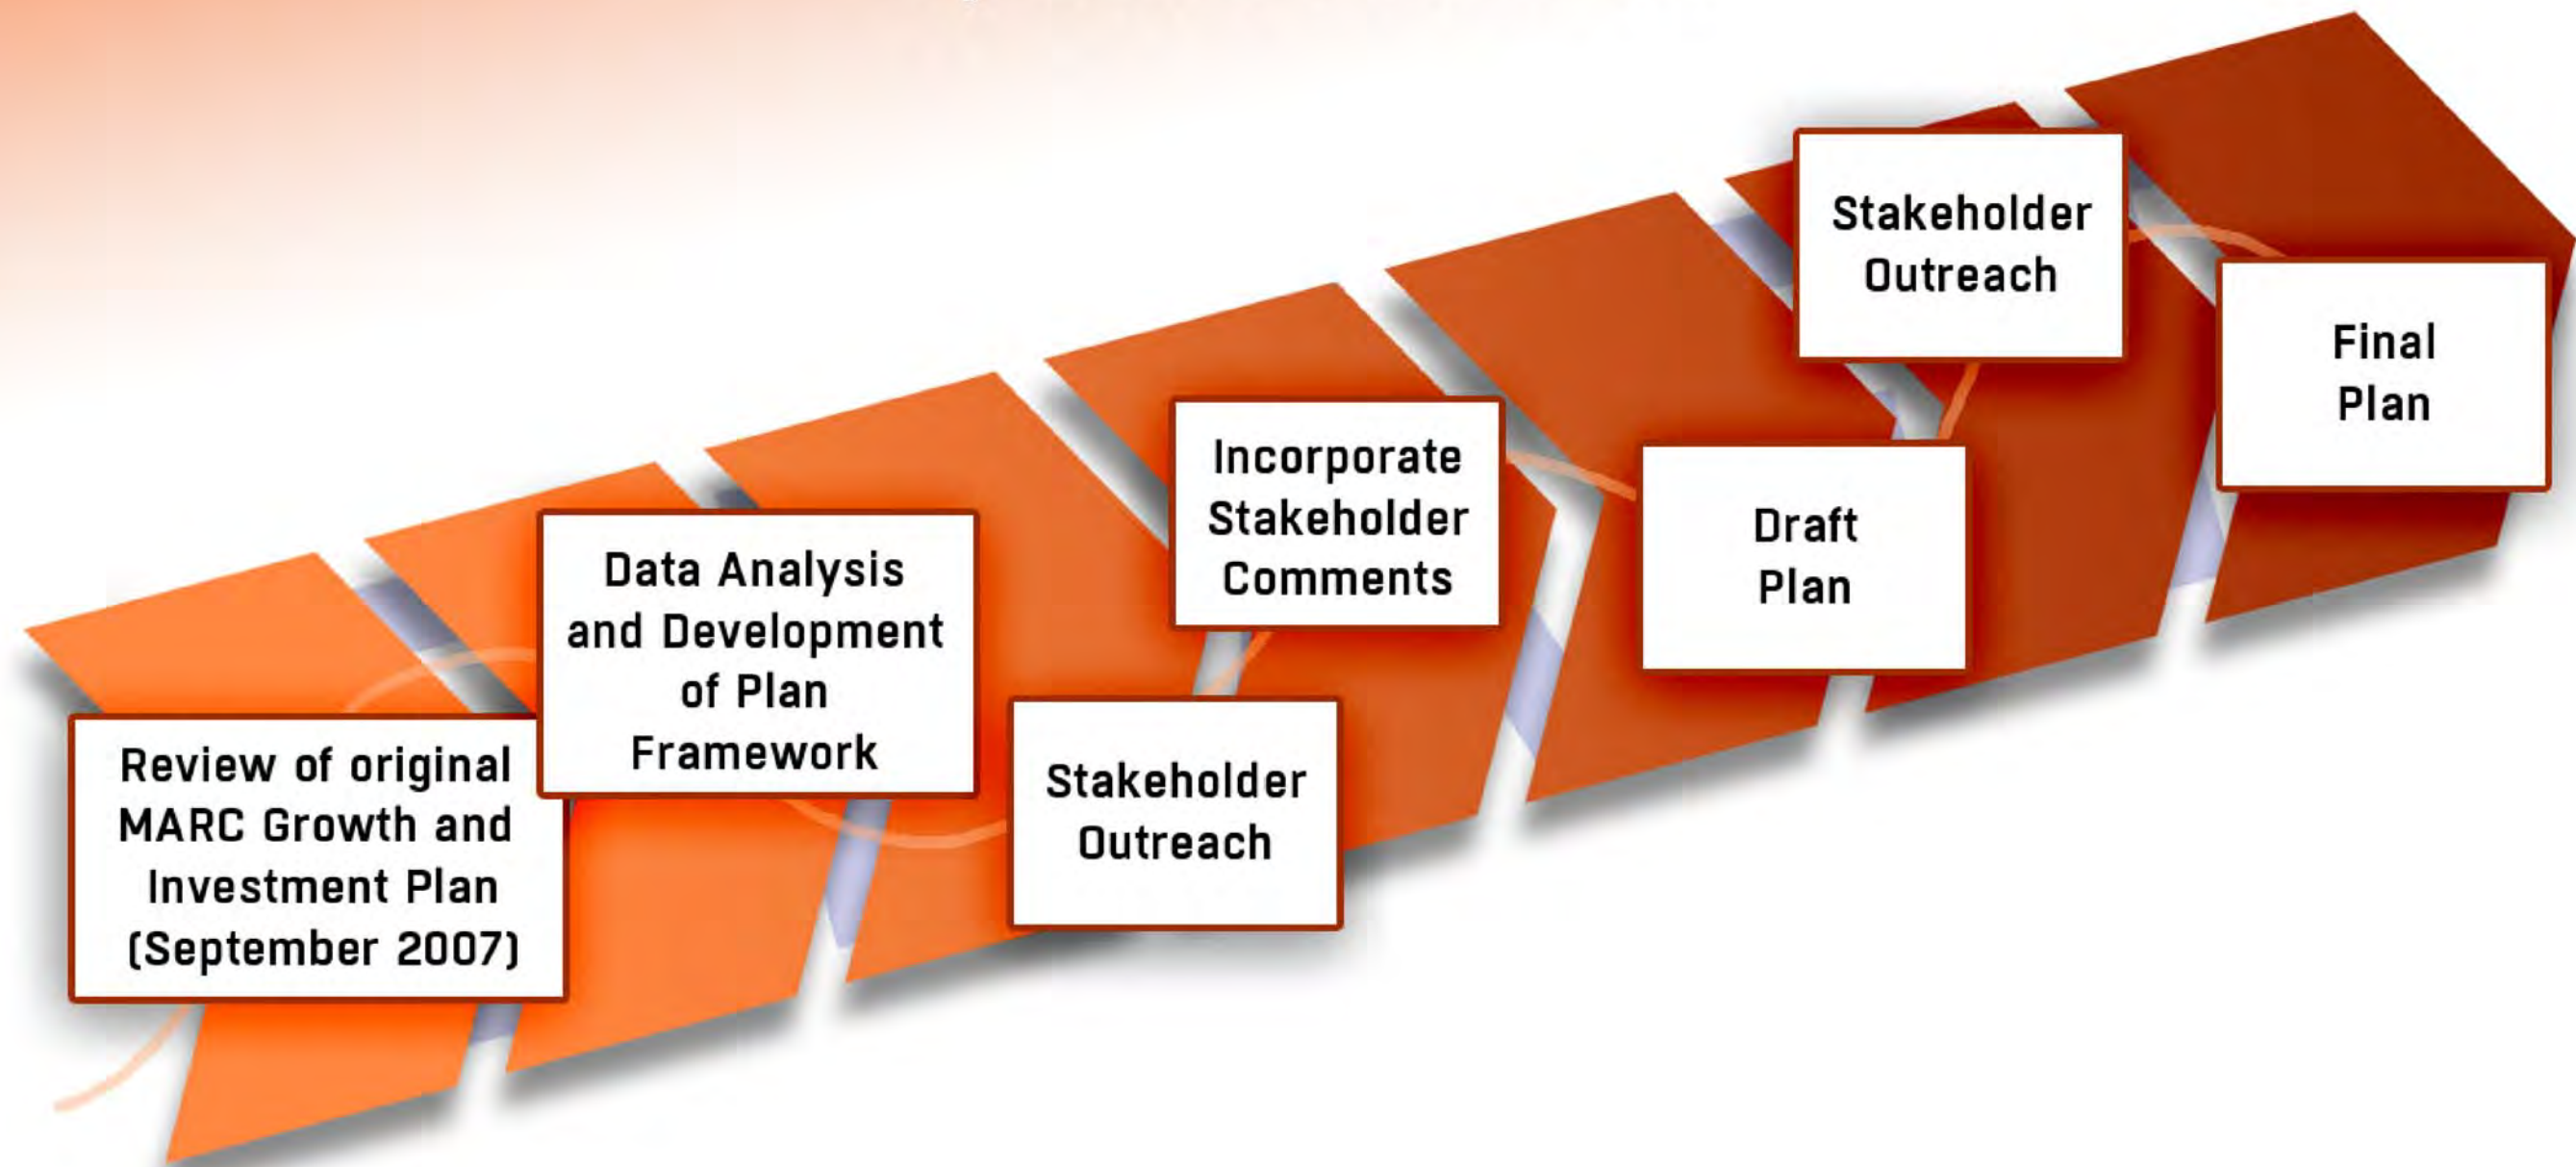 Review of original
MARC Growth and
Investment Plan
(September 2007)
Data Analysis
and Development
of Plan
Framework
Stakeholder
Outreach
Incorporate
Stakeholder
Comments
Draft
Plan
Stakeholder
Outreach
Final
Plan